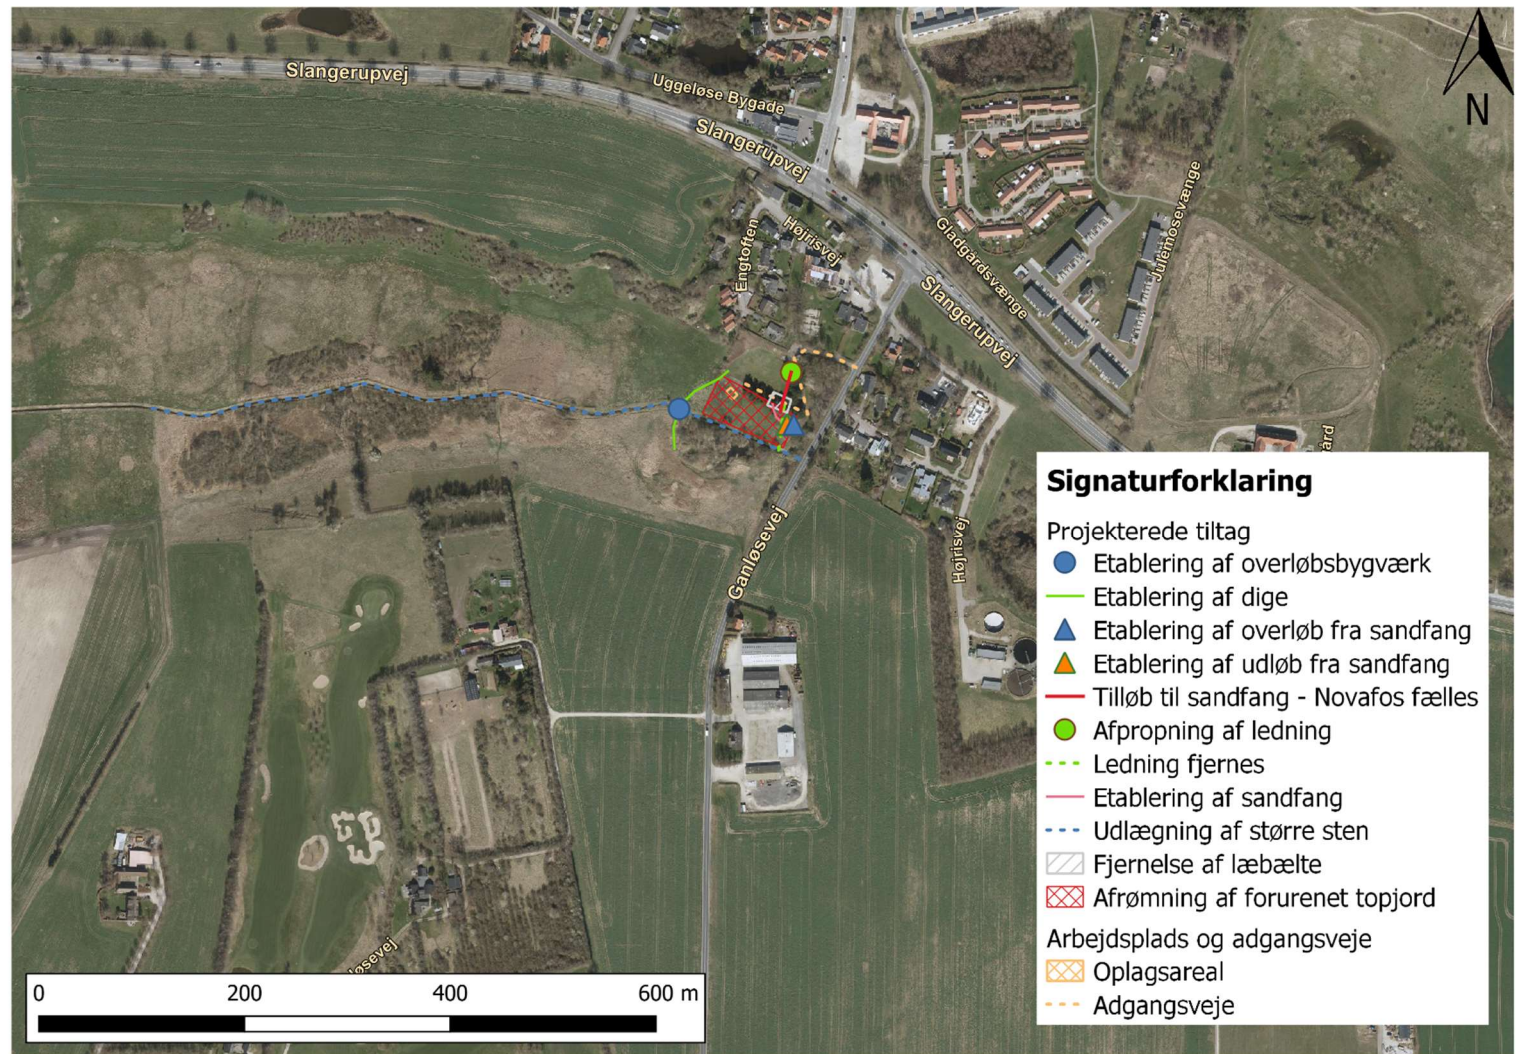 Slangerupvej
Uggeløse Bygade
Slangerupvej
N
Julemosevænge
Højrisvej
Engtoften
Gladgårdsvænge
Slangerupvej
Ganløsevej
Højrisvej
Signaturforklaring
Projekterede tiltag
Etablering af overløbsbygværk
Etablering af dige
Etablering af overløb fra sandfang
Etablering af udløb fra sandfang
Tilløb til sandfang - Novafos fælles
Afpropning af ledning
Ledning fjernes
Etablering af sandfang
Udlægning af større sten
Fjernelse af læbælte
Afrømning af forurenet topjord
Arbejdsplads og adgangsveje
Oplagsareal
Adgangsveje
0 200 400 600 m